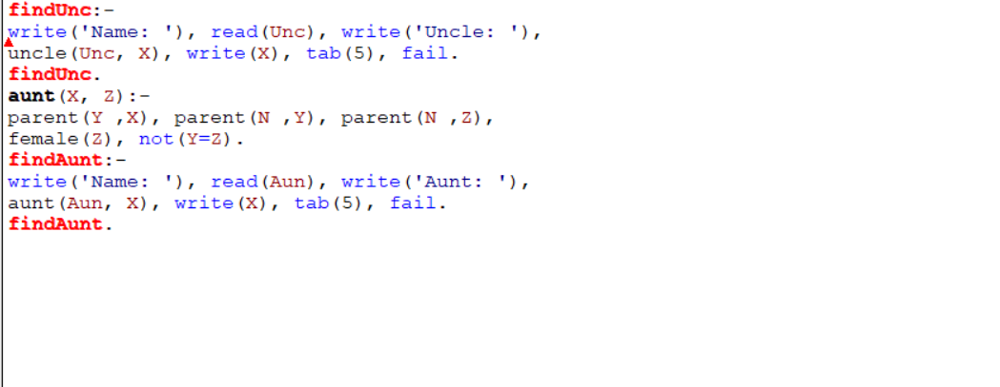 findUnc:-
write('Name: '), read(Unc), write('Uncle: '),
uncle(Unc, X), write(X), tab(5), fail.
findUnc.
aunt(X, Z):-
parent(Y ,X), parent(N ,Y), parent(N ,Z),
female(Z), not(Y=Z).
findAunt:-
write('Name: '), read(Aun), write('Aunt: '),
aunt(Aun, X), write(X), tab(5), fail.
findAunt.